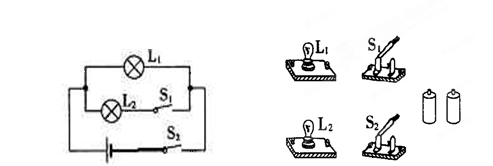 L₁
L₂ S₁
S₂
L₁ S₁
L₂ S₂